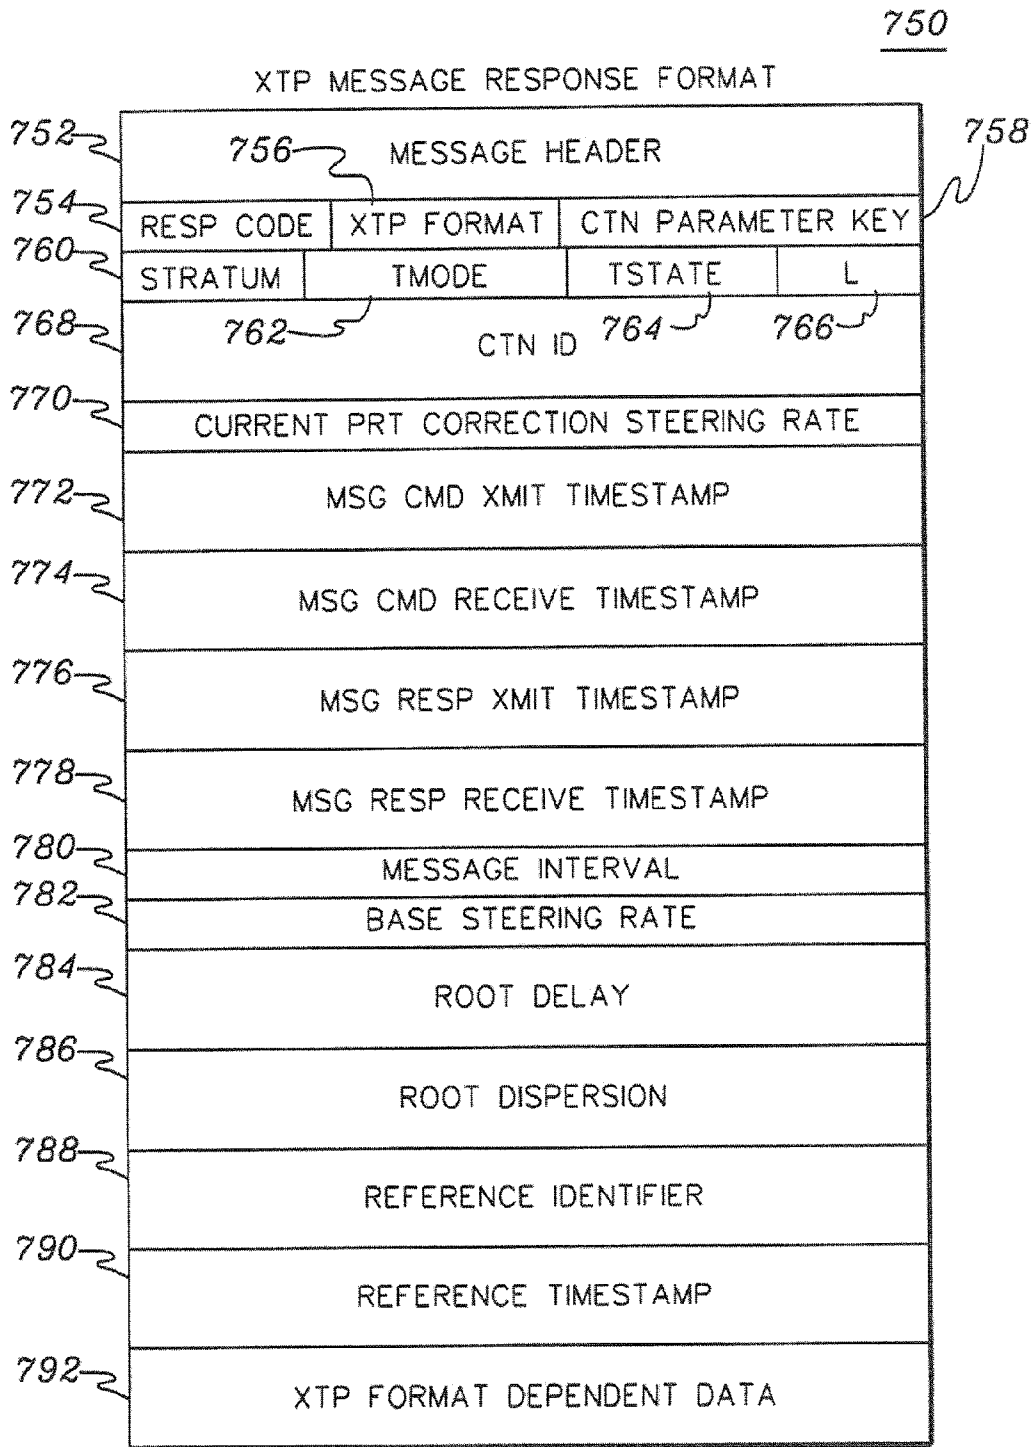 750
XTP MESSAGE RESPONSE FORMAT
752 MESSAGE HEADER 756 758
754 RESP CODE XTP FORMAT CTN PARAMETER KEY
760 STRATUM TMODE TSTATE L
762 764 766
768 CTN ID
770 CURRENT PRT CORRECTION STEERING RATE
772 MSG CMD XMIT TIMESTAMP
774 MSG CMD RECEIVE TIMESTAMP
776 MSG RESP XMIT TIMESTAMP
778 MSG RESP RECEIVE TIMESTAMP
780 MESSAGE INTERVAL
782 BASE STEERING RATE
784 ROOT DELAY
786 ROOT DISPERSION
788 REFERENCE IDENTIFIER
790 REFERENCE TIMESTAMP
792 XTP FORMAT DEPENDENT DATA